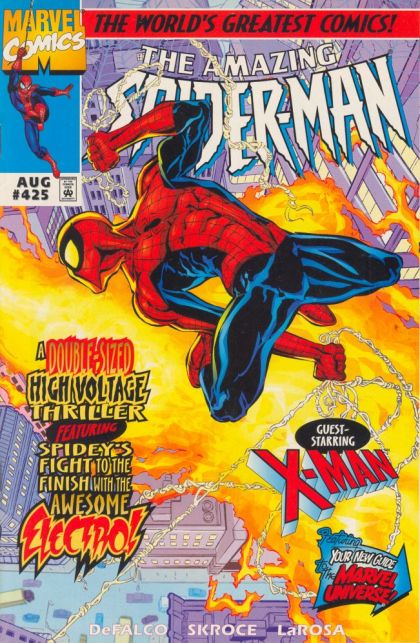 MARVEL
COMICS
M
THE WORLD'S GREATEST COMICS!
THE AMAZING
SPIDER-MAN
AUG
#425
A DOUBLE-SIZED
HIGH VOLTAGE
THRILLER
FEATURING
SPIDEY'S
FIGHT TO THE
FINISH WITH THE
AWESOME
ELECTRO!
GUEST-
STARRING
X-MAN
Featuring
YOUR NEW GUIDE
To the MARVEL
UNIVERSE!
DeFALCO SKROCE LaROSA